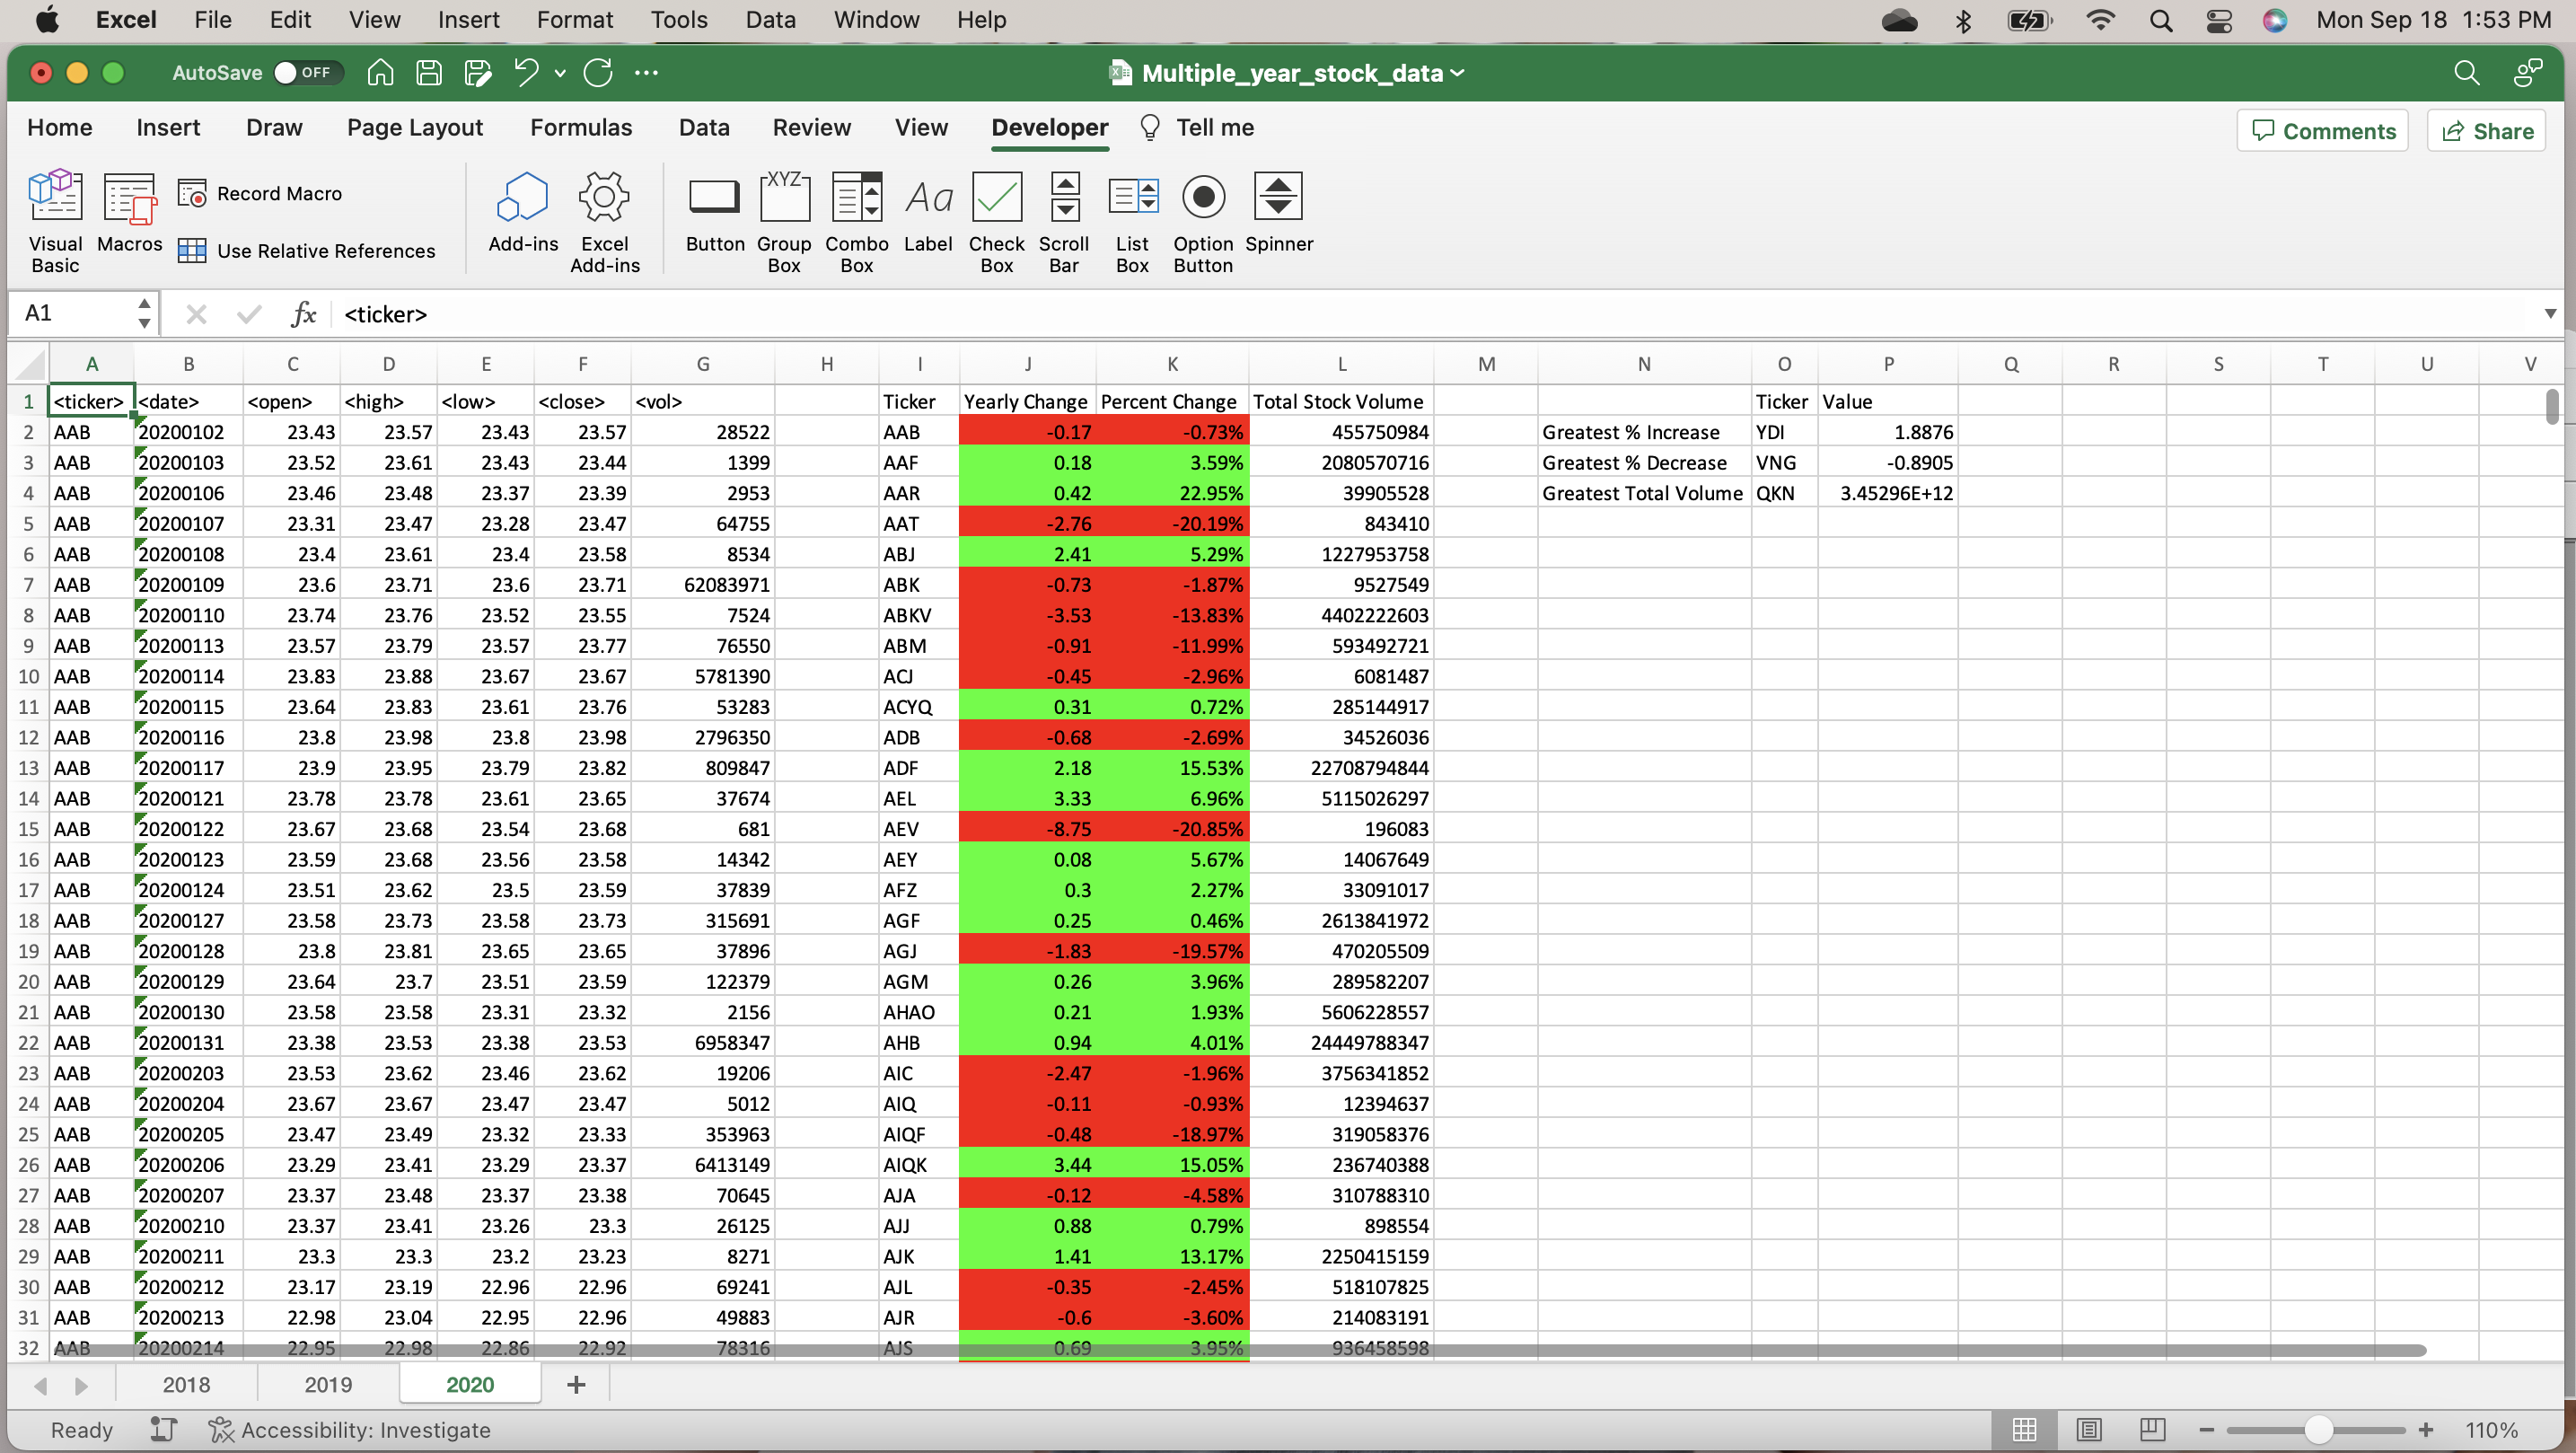 Excel File Edit View Insert Format Tools Data Window Help Mon Sep 18 1:53 PM
AutoSave OFF Multiple_year_stock_data
Home Insert Draw Page Layout Formulas Data Review View Developer Tell me Comments Share
Visual Basic Macros Record Macro Use Relative References Add-ins Excel Add-ins Button Group Box XYZ Combo Box Aa Label Check Box Scroll Bar List Box Option Button Spinner
A1 fx <ticker>
A B C D E F G H I J K L M N O P Q R S T U V
1 <ticker> <date> <open> <high> <low> <close> <vol> Ticker Yearly Change Percent Change Total Stock Volume Ticker Value
2 AAB 20200102 23.43 23.57 23.43 23.57 28522 AAB -0.17 -0.73% 455750984 Greatest % Increase YDI 1.8876
3 AAB 20200103 23.52 23.61 23.43 23.44 1399 AAF 0.18 3.59% 2080570716 Greatest % Decrease VNG -0.8905
4 AAB 20200106 23.46 23.48 23.37 23.39 2953 AAR 0.42 22.95% 39905528 Greatest Total Volume QKN 3.45296E+12
5 AAB 20200107 23.31 23.47 23.28 23.47 64755 AAT -2.76 -20.19% 843410
6 AAB 20200108 23.4 23.61 23.4 23.58 8534 ABJ 2.41 5.29% 1227953758
7 AAB 20200109 23.6 23.71 23.6 23.71 62083971 ABK -0.73 -1.87% 9527549
8 AAB 20200110 23.74 23.76 23.52 23.55 7524 ABKV -3.53 -13.83% 4402222603
9 AAB 20200113 23.57 23.79 23.57 23.77 76550 ABM -0.91 -11.99% 593492721
10 AAB 20200114 23.83 23.88 23.67 23.67 5781390 ACJ -0.45 -2.96% 6081487
11 AAB 20200115 23.64 23.83 23.61 23.76 53283 ACYQ 0.31 0.72% 285144917
12 AAB 20200116 23.8 23.98 23.8 23.98 2796350 ADB -0.68 -2.69% 34526036
13 AAB 20200117 23.9 23.95 23.79 23.82 809847 ADF 2.18 15.53% 22708794844
14 AAB 20200121 23.78 23.78 23.61 23.65 37674 AEL 3.33 6.96% 5115026297
15 AAB 20200122 23.67 23.68 23.54 23.68 681 AEV -8.75 -20.85% 196083
16 AAB 20200123 23.59 23.68 23.56 23.58 14342 AEY 0.08 5.67% 14067649
17 AAB 20200124 23.51 23.62 23.5 23.59 37839 AFZ 0.3 2.27% 33091017
18 AAB 20200127 23.58 23.73 23.58 23.73 315691 AGF 0.25 0.46% 2613841972
19 AAB 20200128 23.8 23.81 23.65 23.65 37896 AGJ -1.83 -19.57% 470205509
20 AAB 20200129 23.64 23.7 23.51 23.59 122379 AGM 0.26 3.96% 289582207
21 AAB 20200130 23.58 23.58 23.31 23.32 2156 AHAO 0.21 1.93% 5606228557
22 AAB 20200131 23.38 23.53 23.38 23.53 6958347 AHB 0.94 4.01% 24449788347
23 AAB 20200203 23.53 23.62 23.46 23.62 19206 AIC -2.47 -1.96% 3756341852
24 AAB 20200204 23.67 23.67 23.47 23.47 5012 AIQ -0.11 -0.93% 12394637
25 AAB 20200205 23.47 23.49 23.32 23.33 353963 AIQF -0.48 -18.97% 319058376
26 AAB 20200206 23.29 23.41 23.29 23.37 6413149 AIQK 3.44 15.05% 236740388
27 AAB 20200207 23.37 23.48 23.37 23.38 70645 AJA -0.12 -4.58% 310788310
28 AAB 20200210 23.37 23.41 23.26 23.3 26125 AJJ 0.88 0.79% 898554
29 AAB 20200211 23.3 23.3 23.2 23.23 8271 AJK 1.41 13.17% 2250415159
30 AAB 20200212 23.17 23.19 22.96 22.96 69241 AJL -0.35 -2.45% 518107825
31 AAB 20200213 22.98 23.04 22.95 22.96 49883 AJR -0.6 -3.60% 214083191
32 AAB 20200214 22.95 22.98 22.86 22.92 78316 AJS 0.69 3.95% 936458598
2018 2019 2020 +
Ready Accessibility: Investigate 110%